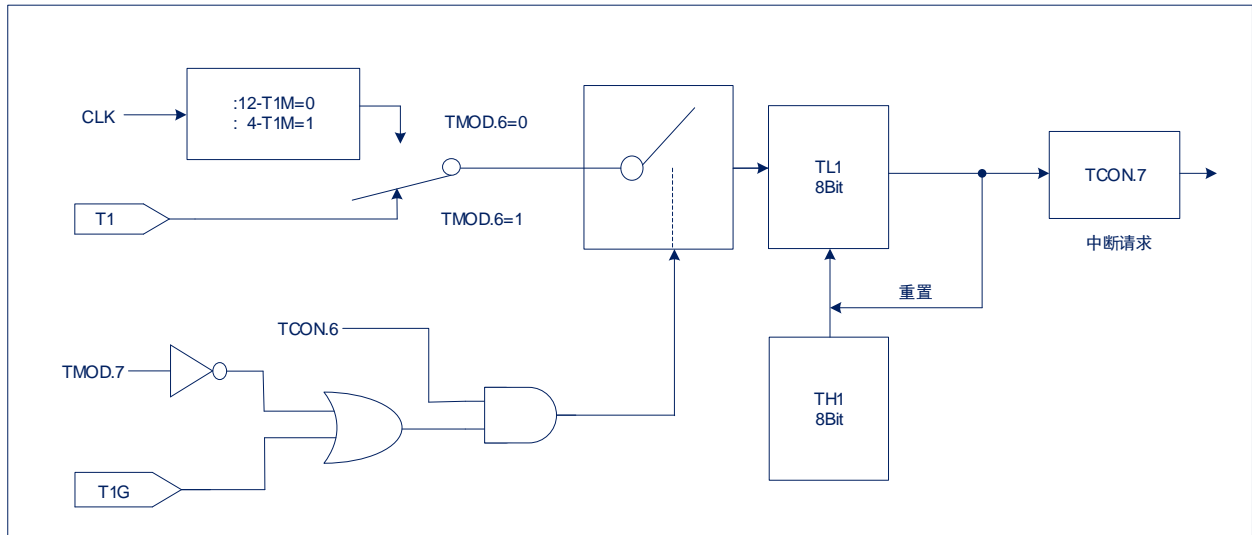 CLK
:12-T1M=0
: 4-T1M=1
TMOD.6=0
T1
TMOD.6=1
TL1
8Bit
TCON.7
中断请求
重置
TCON.6
TMOD.7
TH1
8Bit
T1G